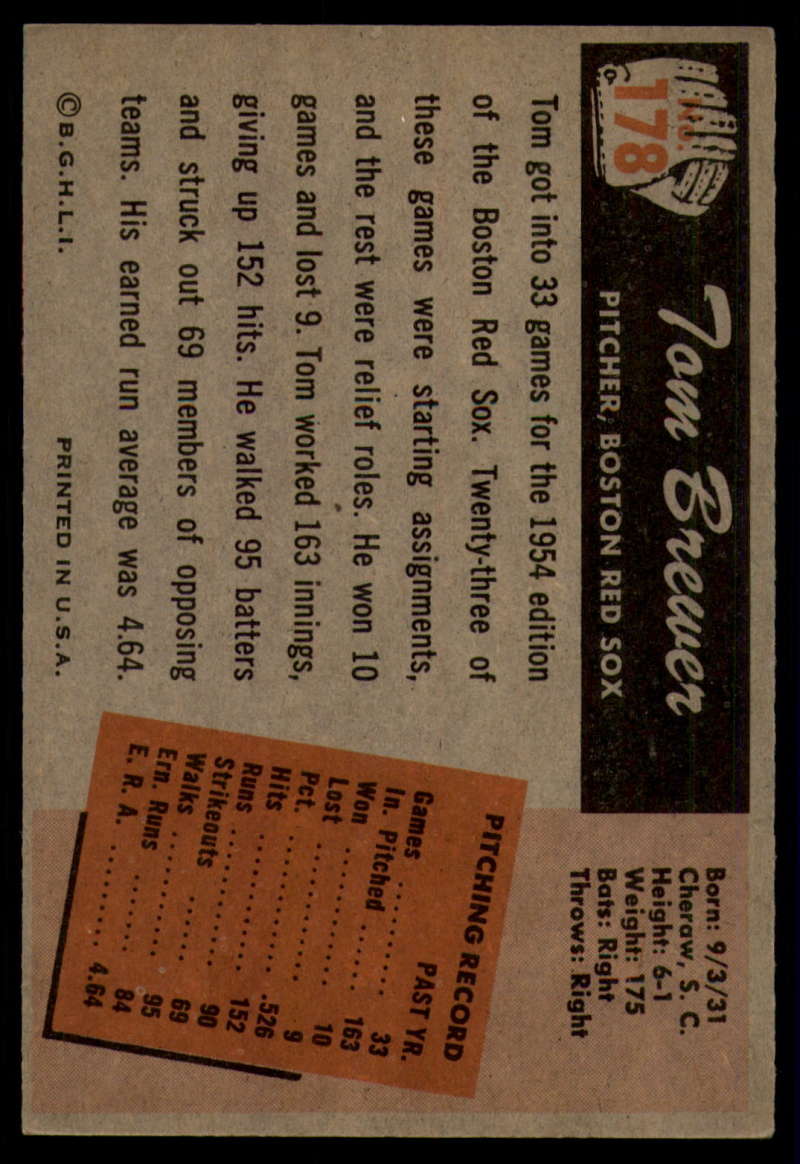 No. 178
Tom Brewer
PITCHER, BOSTON RED SOX
Born: 9/3/31
Cheraw, S. C.
Height: 6-1
Weight: 175
Bats: Right
Throws: Right
Tom got into 33 games for the 1954 edition
of the Boston Red Sox. Twenty-three of
these games were starting assignments,
and the rest were relief roles. He won 10
games and lost 9. Tom worked 163 innings,
giving up 152 hits. He walked 95 batters
and struck out 69 members of opposing
teams. His earned run average was 4.64.
PITCHING RECORD
PAST YR.
Games .......... 33
In. Pitched ...... 163
Won ........... 10
Lost ........... 9
Pct. ........... .526
Hits ........... 152
Runs ........... 90
Strikeouts ...... 69
Walks .......... 95
Ern. Runs ...... 84
E. R. A. ........ 4.64
© B.G.H.L.I.
PRINTED IN U.S.A.